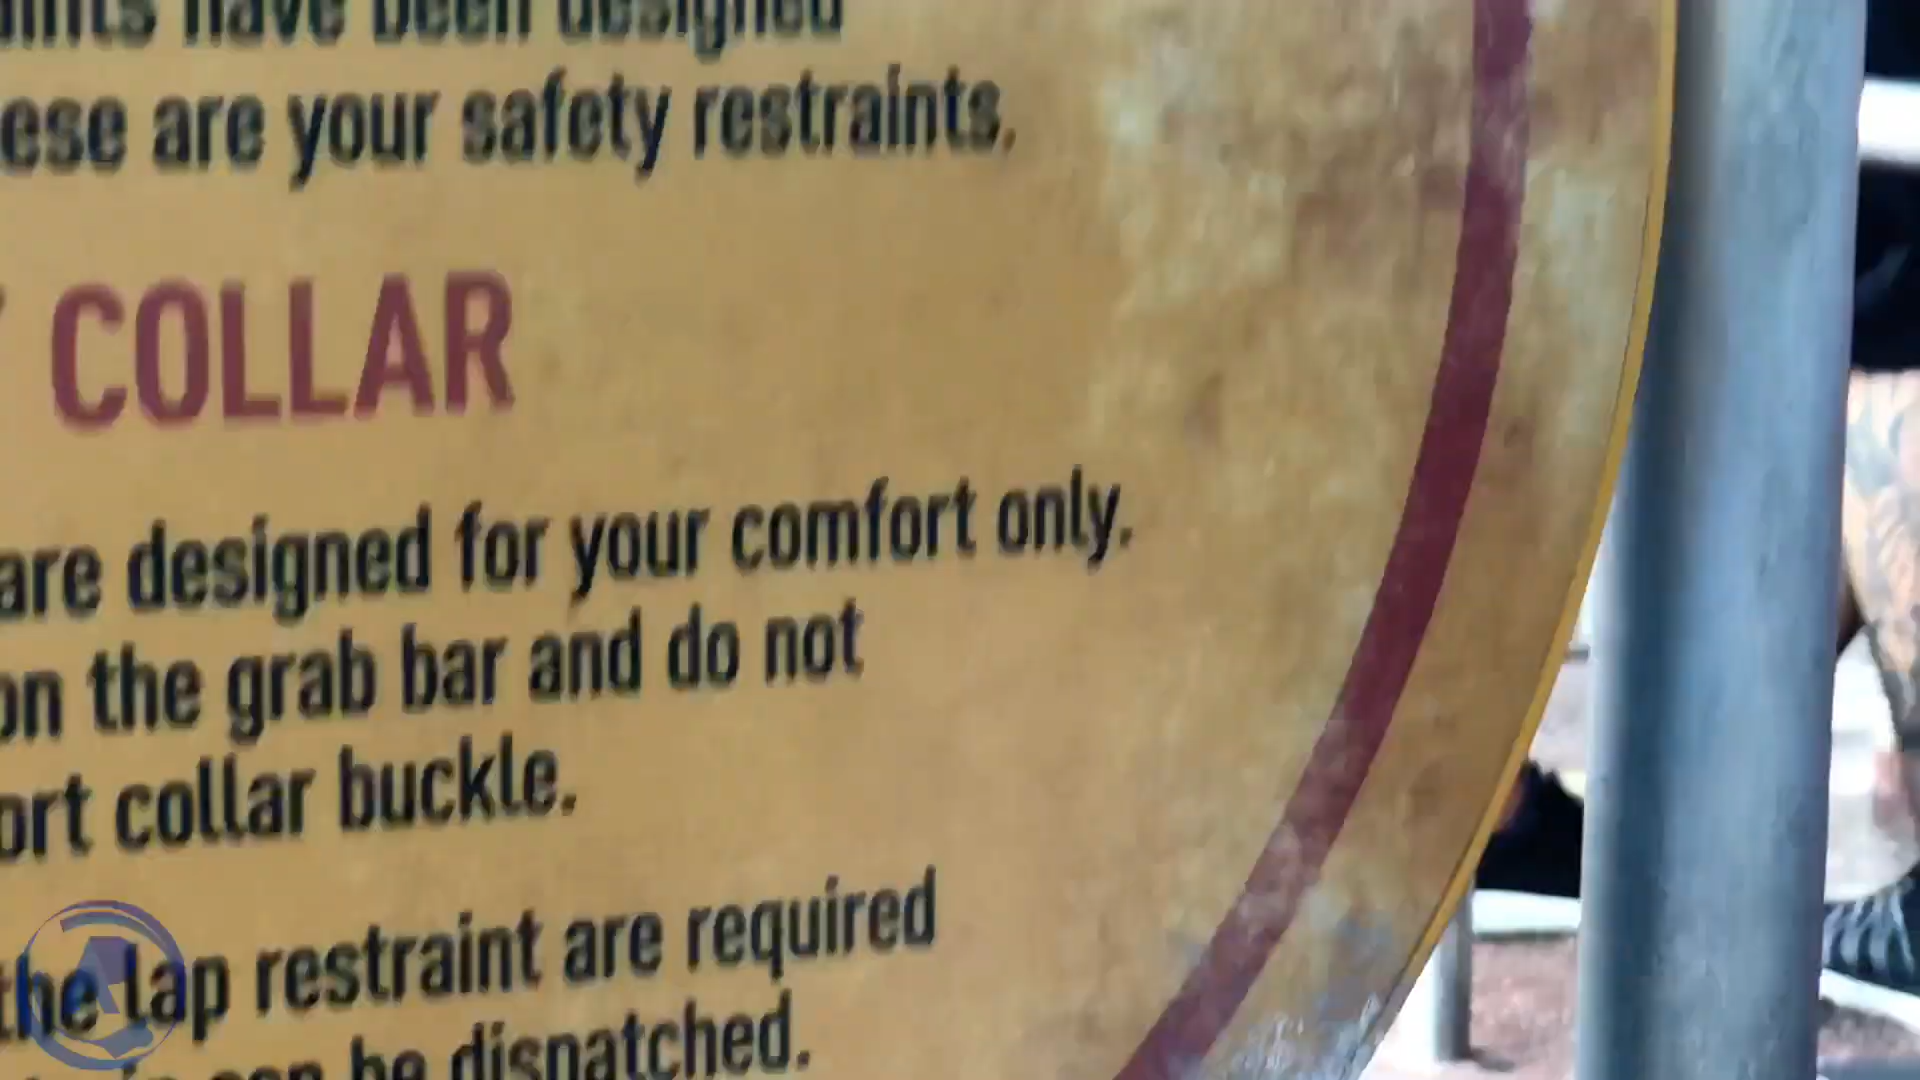 have been designed
ese are your safety restraints.
COLLAR
are designed for your comfort only.
on the grab bar and do not
ort collar buckle.
the lap restraint are required
can be dispatched.